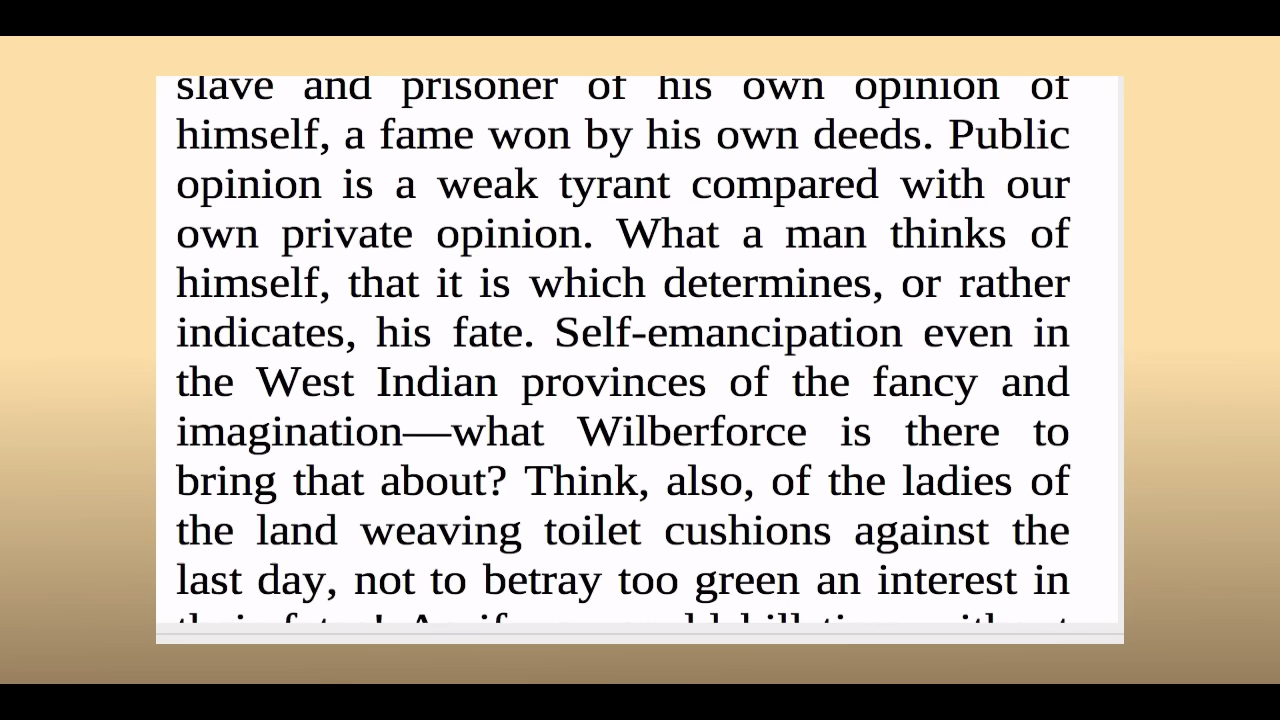 slave and prisoner of his own opinion of
himself, a fame won by his own deeds. Public
opinion is a weak tyrant compared with our
own private opinion. What a man thinks of
himself, that it is which determines, or rather
indicates, his fate. Self-emancipation even in
the West Indian provinces of the fancy and
imagination—what Wilberforce is there to
bring that about? Think, also, of the ladies of
the land weaving toilet cushions against the
last day, not to betray too green an interest in